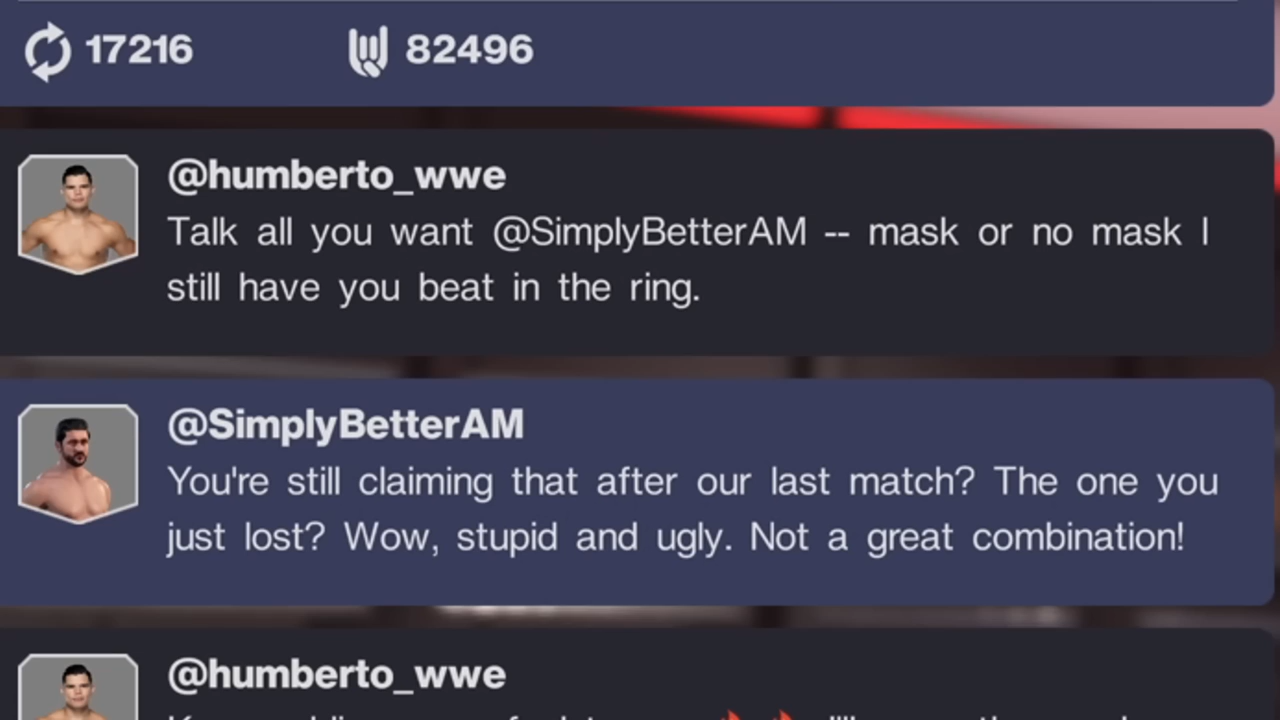 17216 82496
@humberto_wwe
Talk all you want @SimplyBetterAM -- mask or no mask I
still have you beat in the ring.
@SimplyBetterAM
You're still claiming that after our last match? The one you
just lost? Wow, stupid and ugly. Not a great combination!
@humberto_wwe